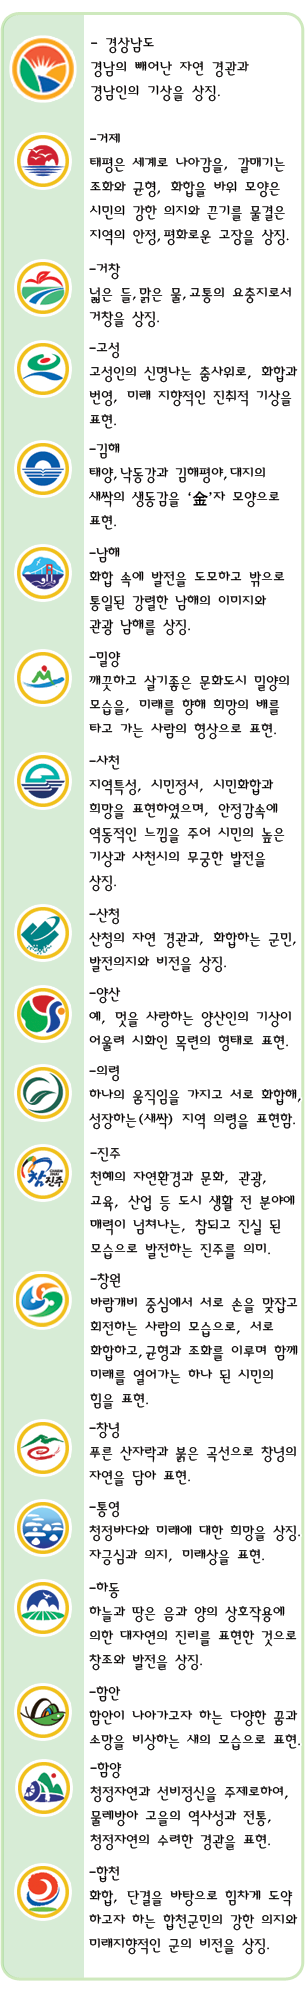 - 경상남도
경남의 빼어난 자연 경관과
경남인의 기상을 상징.
-거제
태평은 세계로 나아감을, 갈매기는
조화와 균형, 화합을 바위 모양은
시민의 강한 의지와 끈기를 물결은
지역의 안정,평화로운 고장을 상징.
-거창
넓은 들,맑은 물,교통의 요충지로서
거창을 상징.
-고성
고성인의 신명나는 춤사위로, 화합과
번영, 미래 지향적인 진취적 기상을
표현.
-김해
태양,낙동강과 김해평야,대지의
새싹의 생동감을 ‘金’자 모양으로
표현.
-남해
화합 속에 발전을 도모하고 밖으로
통일된 강렬한 남해의 이미지와
관광 남해를 상징.
-밀양
깨끗하고 살기좋은 문화도시 밀양의
모습을, 미래를 향해 희망의 배를
타고 가는 사람의 형상으로 표현.
-사천
지역특성, 시민정서, 시민화합과
희망을 표현하였으며, 안정감속에
역동적인 느낌을 주어 시민의 높은
기상과 사천시의 무궁한 발전을
상징.
-산청
산청의 자연 경관과, 화합하는 군민,
발전의지와 비전을 상징.
-양산
예, 멋을 사랑하는 양산인의 기상이
어울려 시화인 목련의 형태로 표현.
-의령
하나의 움직임을 가지고 서로 화합해,
성장하는(새싹) 지역 의령을 표현함.
참진주
-진주
천혜의 자연환경과 문화, 관광,
교육, 산업 등 도시 생활 전 분야에
매력이 넘쳐나는, 참되고 진실 된
모습으로 발전하는 진주를 의미.
-창원
바람개비 중심에서 서로 손을 맞잡고
회전하는 사람의 모습으로, 서로
화합하고,균형과 조화를 이루며 함께
미래를 열어가는 하나 된 시민의
힘을 표현.
-창녕
푸른 산자락과 붉은 곡선으로 창녕의
자연을 담아 표현.
-통영
청정바다와 미래에 대한 희망을 상징.
자긍심과 의지, 미래상을 표현.
-하동
하늘과 땅은 음과 양의 상호작용에
의한 대자연의 진리를 표현한 것으로
창조와 발전을 상징.
-함안
함안이 나아가고자 하는 다양한 꿈과
소망을 비상하는 새의 모습으로 표현.
-함양
청정자연과 선비정신을 주제로하여,
물레방아 고을의 역사성과 전통,
청정자연의 수려한 경관을 표현.
-합천
화합, 단결을 바탕으로 힘차게 도약
하고자 하는 합천군민의 강한 의지와
미래지향적인 군의 비전을 상징.